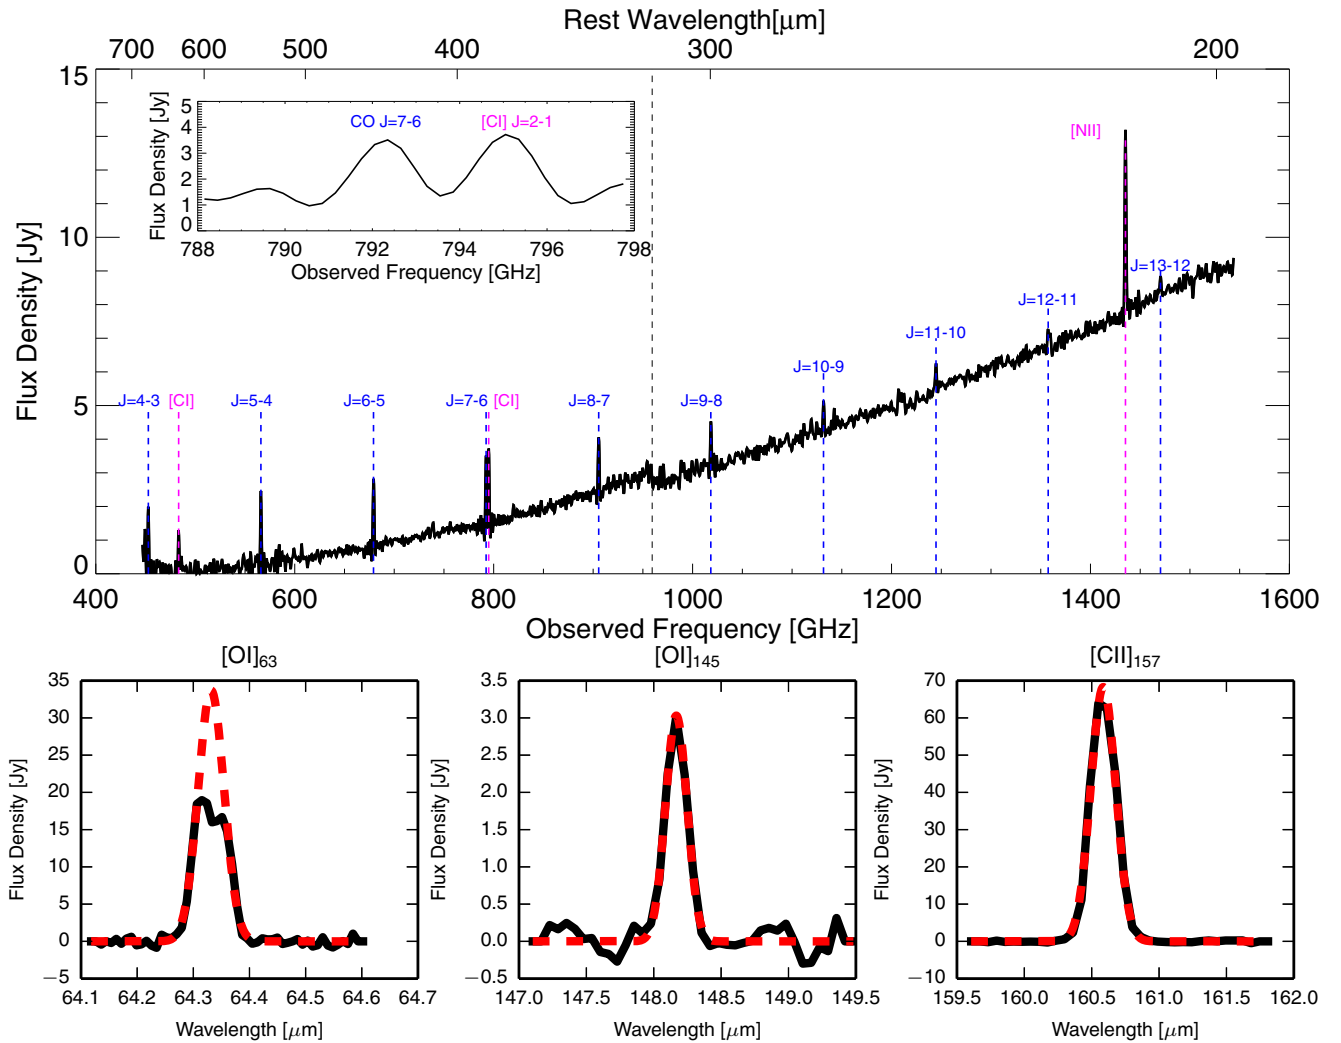 Rest Wavelength[μm]
700 600 500 400 300 200
15
10
5
0
Flux Density [Jy]
5
4
3
2
1
0
Flux Density [Jy]
CO J=7-6 [CI] J=2-1
788 790 792 794 796 798
Observed Frequency [GHz]
[NII]
J=13-12
J=12-11
J=11-10
J=10-9
J=4-3 [CI] J=5-4 J=6-5 J=7-6 [CI] J=8-7 J=9-8
400 600 800 1000 1200 1400 1600
Observed Frequency [GHz]
[OI]63
35
30
25
20
15
10
5
0
−5
Flux Density [Jy]
64.1 64.2 64.3 64.4 64.5 64.6 64.7
Wavelength [μm]
[OI]145
3.5
3.0
2.5
2.0
1.5
1.0
0.5
0.0
−0.5
Flux Density [Jy]
147.0 147.5 148.0 148.5 149.0 149.5
Wavelength [μm]
[CII]157
70
60
50
40
30
20
10
0
−10
Flux Density [Jy]
159.5 160.0 160.5 161.0 161.5 162.0
Wavelength [μm]